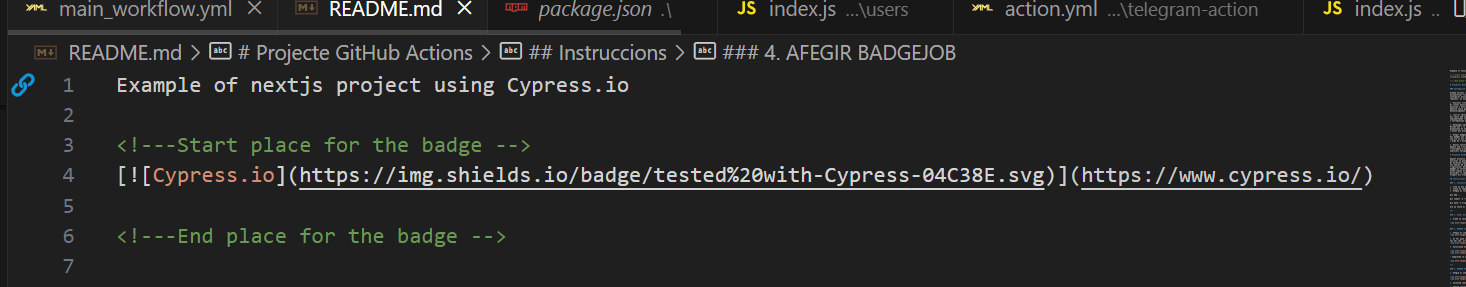 main_workflow.yml README.md package.json .\ JS index.js ...\users action.yml ...\telegram-action JS index.js ..
README.md > # Projecte GitHub Actions > ## Instruccions > ### 4. AFEGIR BADGEJOB
1 Example of nextjs project using Cypress.io
2
3 <!---Start place for the badge -->
4 [![Cypress.io](https://img.shields.io/badge/tested%20with-Cypress-04C38E.svg)](https://www.cypress.io/)
5
6 <!---End place for the badge -->
7